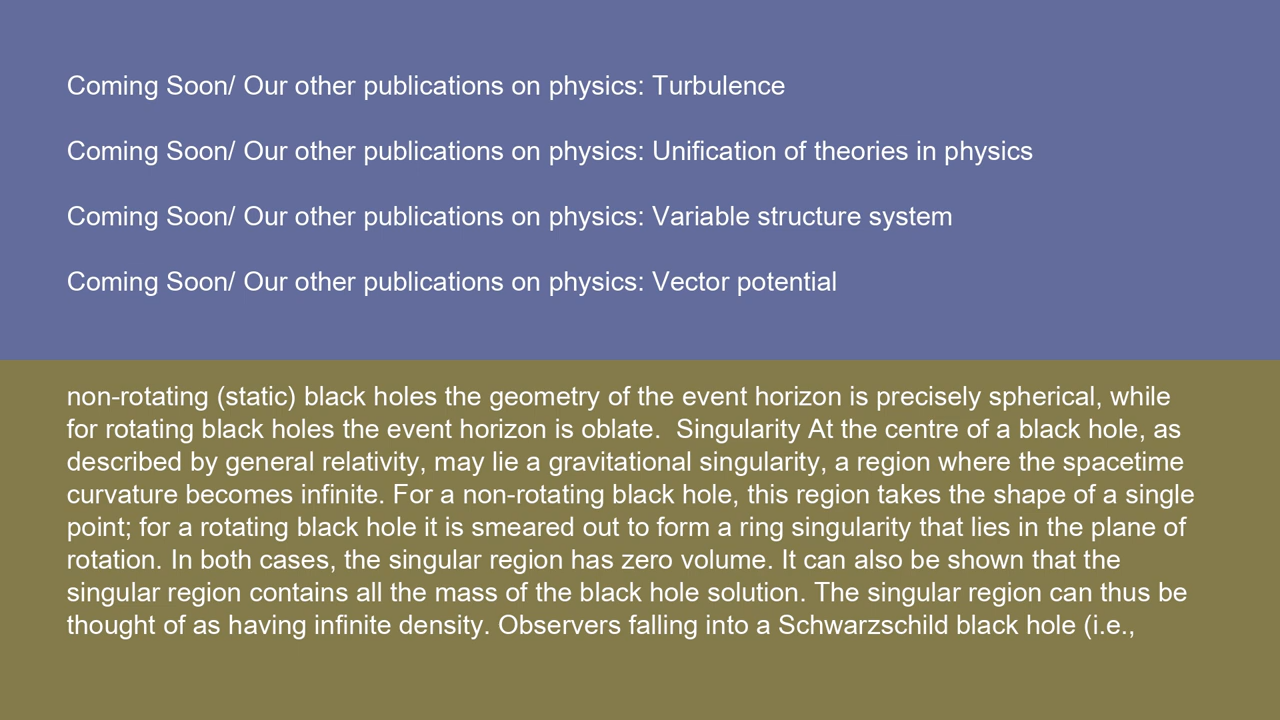 Coming Soon/ Our other publications on physics: Turbulence
Coming Soon/ Our other publications on physics: Unification of theories in physics
Coming Soon/ Our other publications on physics: Variable structure system
Coming Soon/ Our other publications on physics: Vector potential
non-rotating (static) black holes the geometry of the event horizon is precisely spherical, while
for rotating black holes the event horizon is oblate.  Singularity At the centre of a black hole, as
described by general relativity, may lie a gravitational singularity, a region where the spacetime
curvature becomes infinite. For a non-rotating black hole, this region takes the shape of a single
point; for a rotating black hole it is smeared out to form a ring singularity that lies in the plane of
rotation. In both cases, the singular region has zero volume. It can also be shown that the
singular region contains all the mass of the black hole solution. The singular region can thus be
thought of as having infinite density. Observers falling into a Schwarzschild black hole (i.e.,